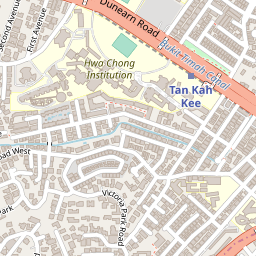 Second Avenue
First Avenue
Dunearn Road
Bukit Timah Canal
Hwa Chong
Institution
Tan Kah
Kee
ad West
Victoria Park Road
Park